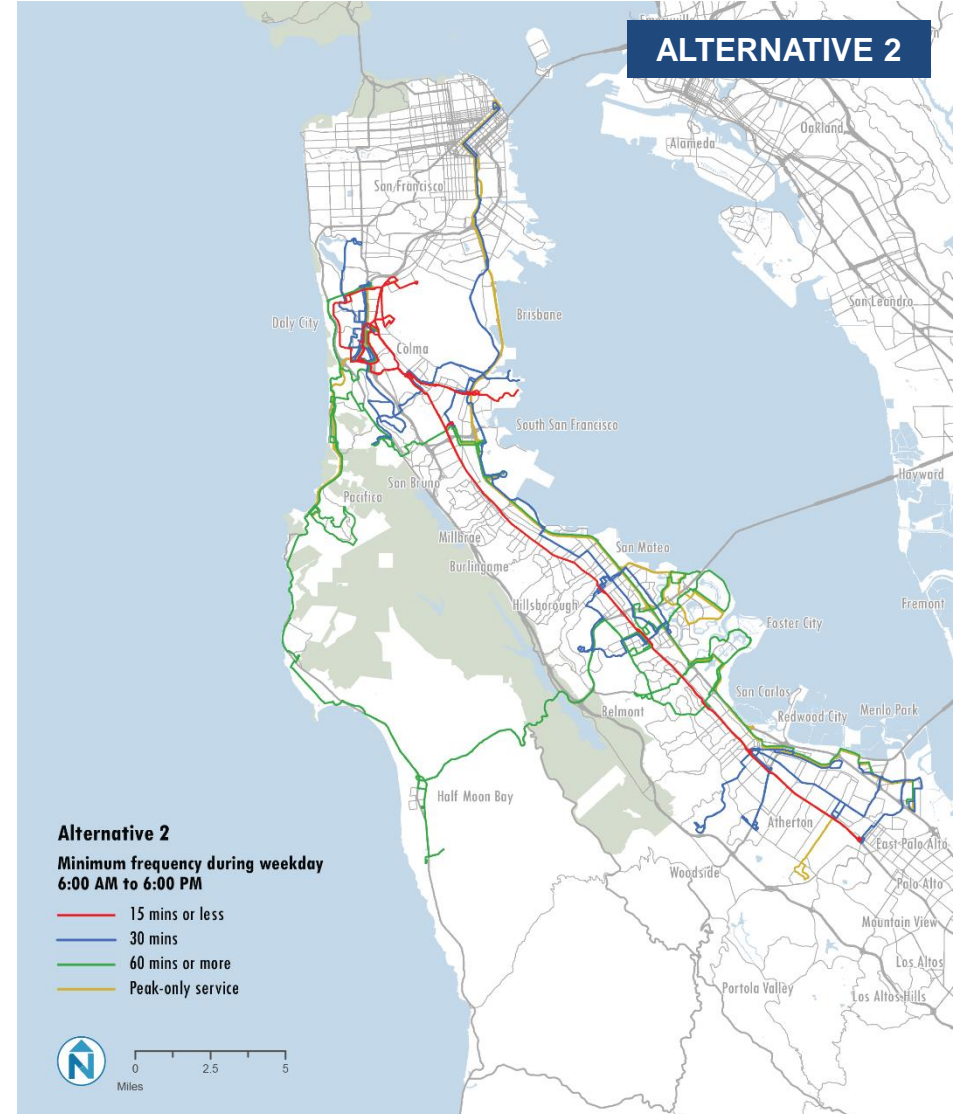 ALTERNATIVE 2
Oakland
Alameda
San Francisco
San Leandro
Daly City
Brisbane
Colma
South San Francisco
Hayward
San Bruno
Pacifica
Millbrae
San Mateo
Burlingame
Hillsborough
Fremont
Foster City
San Carlos
Menlo Park
Belmont
Redwood City
Half Moon Bay
Atherton
East Palo Alto
Woodside
Palo Alto
Mountain View
Los Altos
Portola Valley
Los Altos Hills
Alternative 2
Minimum frequency during weekday
6:00 AM to 6:00 PM
15 mins or less
30 mins
60 mins or more
Peak-only service
N
0 2.5 5
Miles